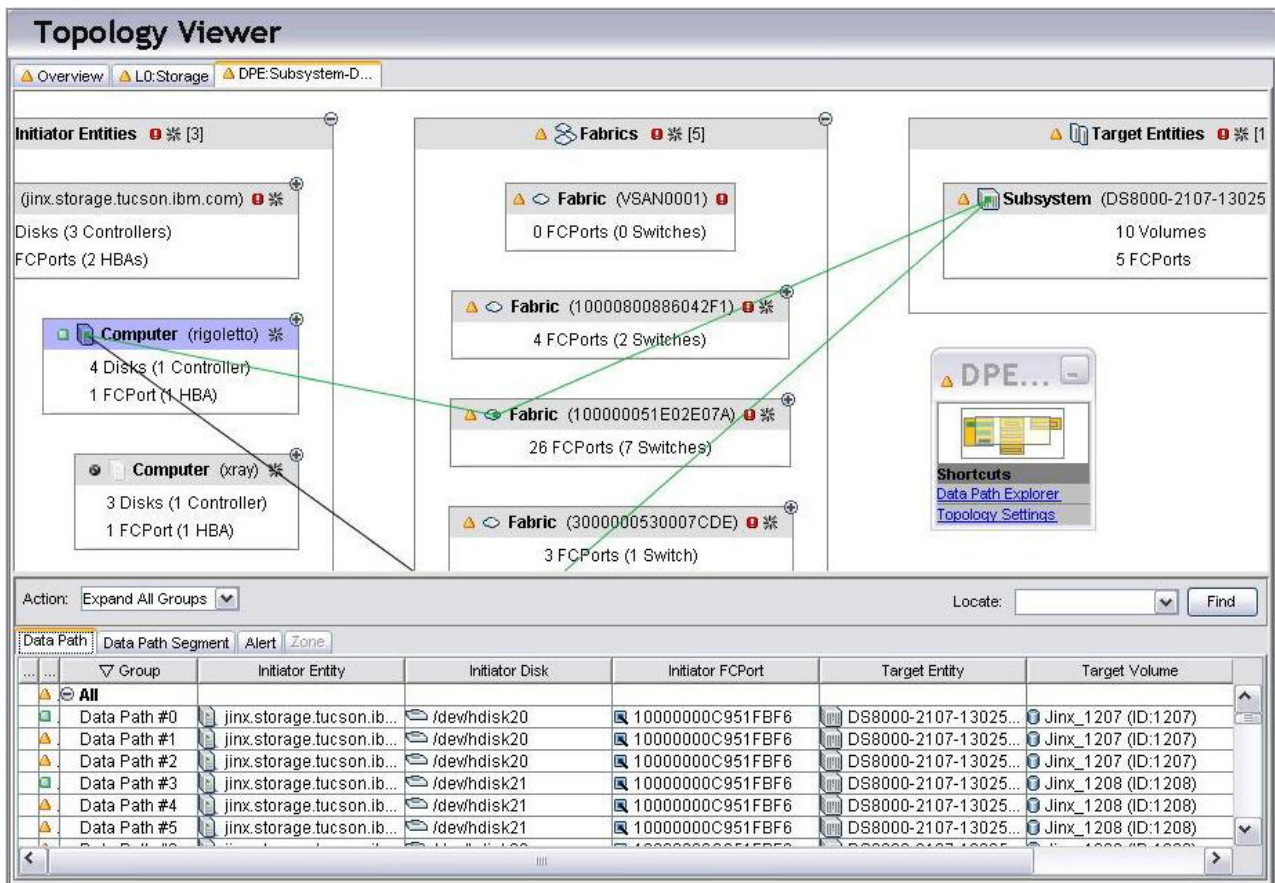 Topology Viewer
Overview L0:Storage DPE:Subsystem-D...
Initiator Entities [3]
Fabrics [5]
Target Entities [1
(jinx.storage.tucson.ibm.com)
Disks (3 Controllers)
FCPorts (2 HBAs)
Fabric (VSAN0001)
0 FCPorts (0 Switches)
Subsystem (DS8000-2107-13025
10 Volumes
5 FCPorts
Fabric (10000800886042F1)
4 FCPorts (2 Switches)
Computer (rigoletto)
4 Disks (1 Controller)
1 FCPort (1 HBA)
Fabric (100000051E02E07A)
26 FCPorts (7 Switches)
DPE...
Shortcuts
Data Path Explorer
Topology Settings
Computer (xray)
3 Disks (1 Controller)
1 FCPort (1 HBA)
Fabric (3000000530007CDE)
3 FCPorts (1 Switch)
Action: Expand All Groups Locate: Find
Data Path Data Path Segment Alert Zone
... ... Group Initiator Entity Initiator Disk Initiator FCPort Target Entity Target Volume
All
Data Path #0 jinx.storage.tucson.ib... /dev/hdisk20 10000000C951FBF6 DS8000-2107-13025... Jinx_1207 (ID:1207)
Data Path #1 jinx.storage.tucson.ib... /dev/hdisk20 10000000C951FBF6 DS8000-2107-13025... Jinx_1207 (ID:1207)
Data Path #2 jinx.storage.tucson.ib... /dev/hdisk20 10000000C951FBF6 DS8000-2107-13025... Jinx_1207 (ID:1207)
Data Path #3 jinx.storage.tucson.ib... /dev/hdisk21 10000000C951FBF6 DS8000-2107-13025... Jinx_1208 (ID:1208)
Data Path #4 jinx.storage.tucson.ib... /dev/hdisk21 10000000C951FBF6 DS8000-2107-13025... Jinx_1208 (ID:1208)
Data Path #5 jinx.storage.tucson.ib... /dev/hdisk21 10000000C951FBF6 DS8000-2107-13025... Jinx_1208 (ID:1208)